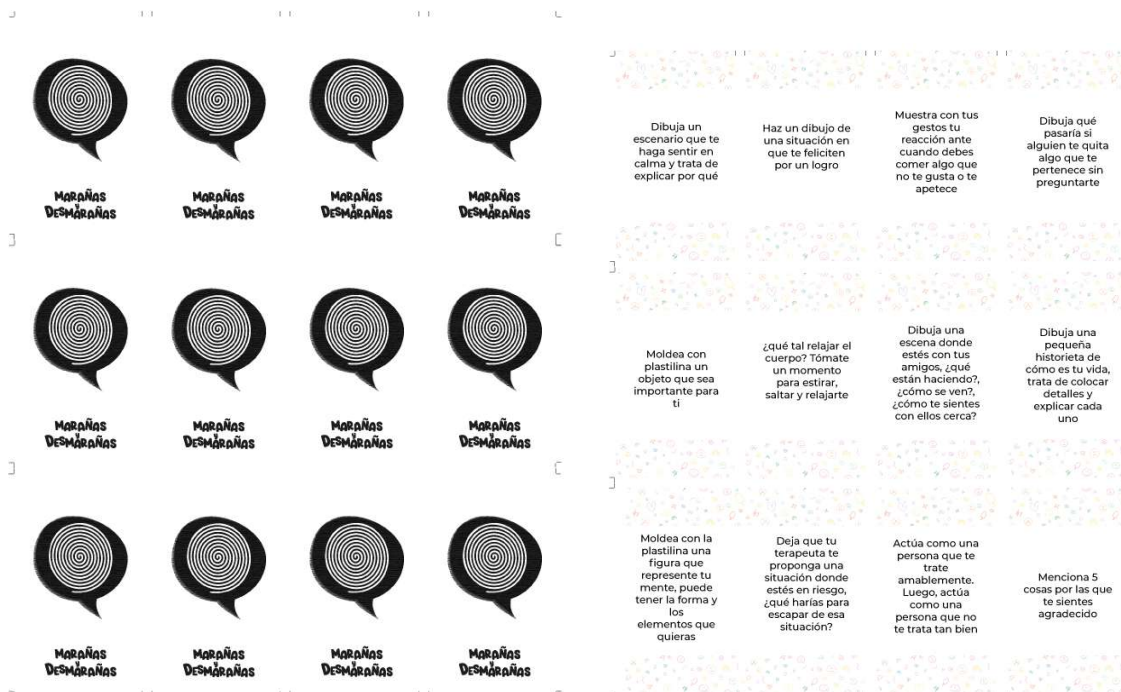 MARAÑAS
Y
DESMARAÑAS
MARAÑAS
Y
DESMARAÑAS
MARAÑAS
Y
DESMARAÑAS
MARAÑAS
Y
DESMARAÑAS
MARAÑAS
Y
DESMARAÑAS
MARAÑAS
Y
DESMARAÑAS
MARAÑAS
Y
DESMARAÑAS
MARAÑAS
Y
DESMARAÑAS
MARAÑAS
Y
DESMARAÑAS
MARAÑAS
Y
DESMARAÑAS
MARAÑAS
Y
DESMARAÑAS
MARAÑAS
Y
DESMARAÑAS
Dibuja un
escenario que te
haga sentir en
calma y trata de
explicar por qué
Haz un dibujo de
una situación en
que te feliciten
por un logro
Muestra con tus
gestos tu
reacción ante
cuando debes
comer algo que
no te gusta o te
apetece
Dibuja qué
pasaría si
alguien te quita
algo que te
pertenece sin
preguntarte
Moldea con
plastilina un
objeto que sea
importante para
ti
¿qué tal relajar el
cuerpo? Tómate
un momento
para estirar,
saltar y relajarte
Dibuja una
escena donde
estés con tus
amigos, ¿qué
están haciendo?,
¿cómo se ven?,
¿cómo te sientes
con ellos cerca?
Dibuja una
pequeña
historieta de
cómo es tu vida,
trata de colocar
detalles y
explicar cada
uno
Moldea con la
plastilina una
figura que
represente tu
mente, puede
tener la forma y
los
elementos que
quieras
Deja que tu
terapeuta te
proponga una
situación donde
estés en riesgo,
¿qué harías para
escapar de esa
situación?
Actúa como una
persona que te
trate
amablemente.
Luego, actúa
como una
persona que no
te trata tan bien
Menciona 5
cosas por las que
te sientes
agradecido